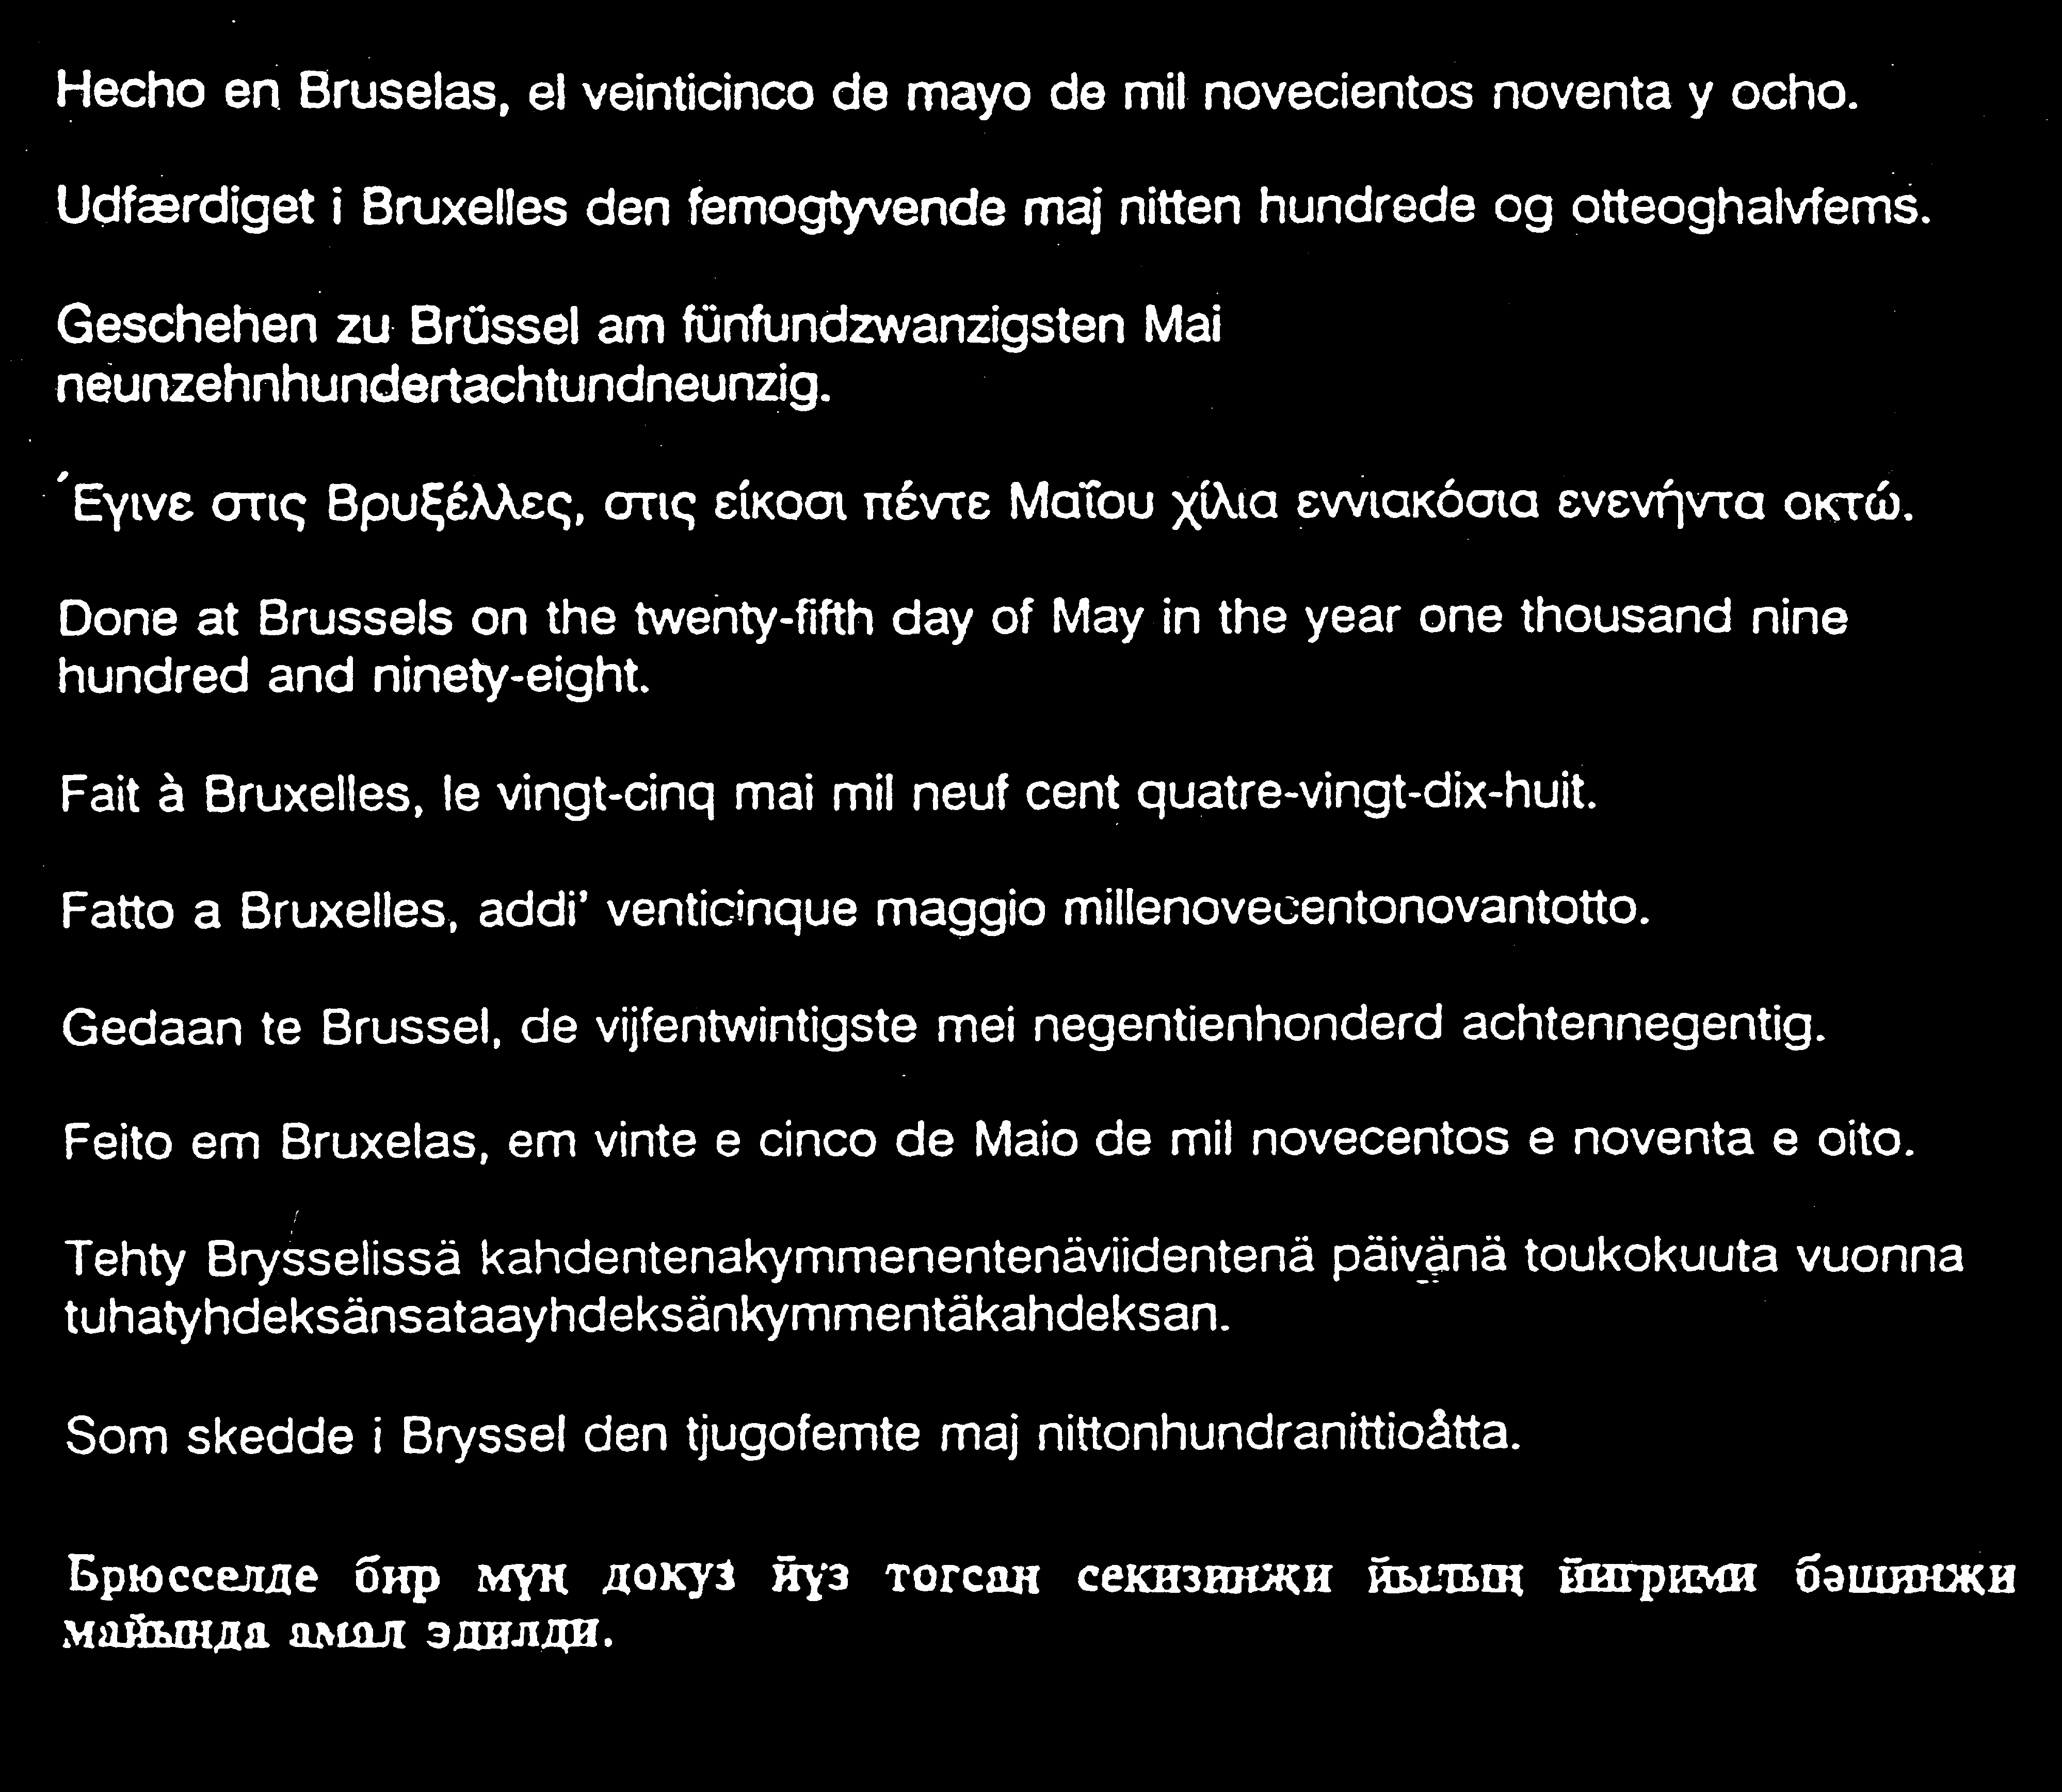 Hecho en Bruselas, el veinticinco de mayo de mil novecientos noventa y ocho.
Udfærdiget i Bruxelles den femogtyvende maj nitten hundrede og otteoghalvfems.
Geschehen zu Brüssel am fünfundzwanzigsten Mai
neunzehnhundertachtundneunzig.
Έγινε στις Βρυξέλλες, στις είκοσι πέντε Μαΐου χίλια εννιακόσια ενενήντα οκτώ.
Done at Brussels on the twenty-fifth day of May in the year one thousand nine
hundred and ninety-eight.
Fait à Bruxelles, le vingt-cinq mai mil neuf cent quatre-vingt-dix-huit.
Fatto a Bruxelles, addi' venticinque maggio millenovecentonovantotto.
Gedaan te Brussel, de vijfentwintigste mei negentienhonderd achtennegentig.
Feito em Bruxelas, em vinte e cinco de Maio de mil novecentos e noventa e oito.
Tehty Brysselissä kahdentenakymmenentenäviidentenä päivänä toukokuuta vuonna
tuhatyhdeksänsataayhdeksänkymmentäkahdeksan.
Som skedde i Bryssel den tjugofemte maj nittonhundranittioåtta.
Брюсселде бир мүң докуз йүз тогсан секизинжи йылың йигрими бәшинжи
майында амал эдилди.